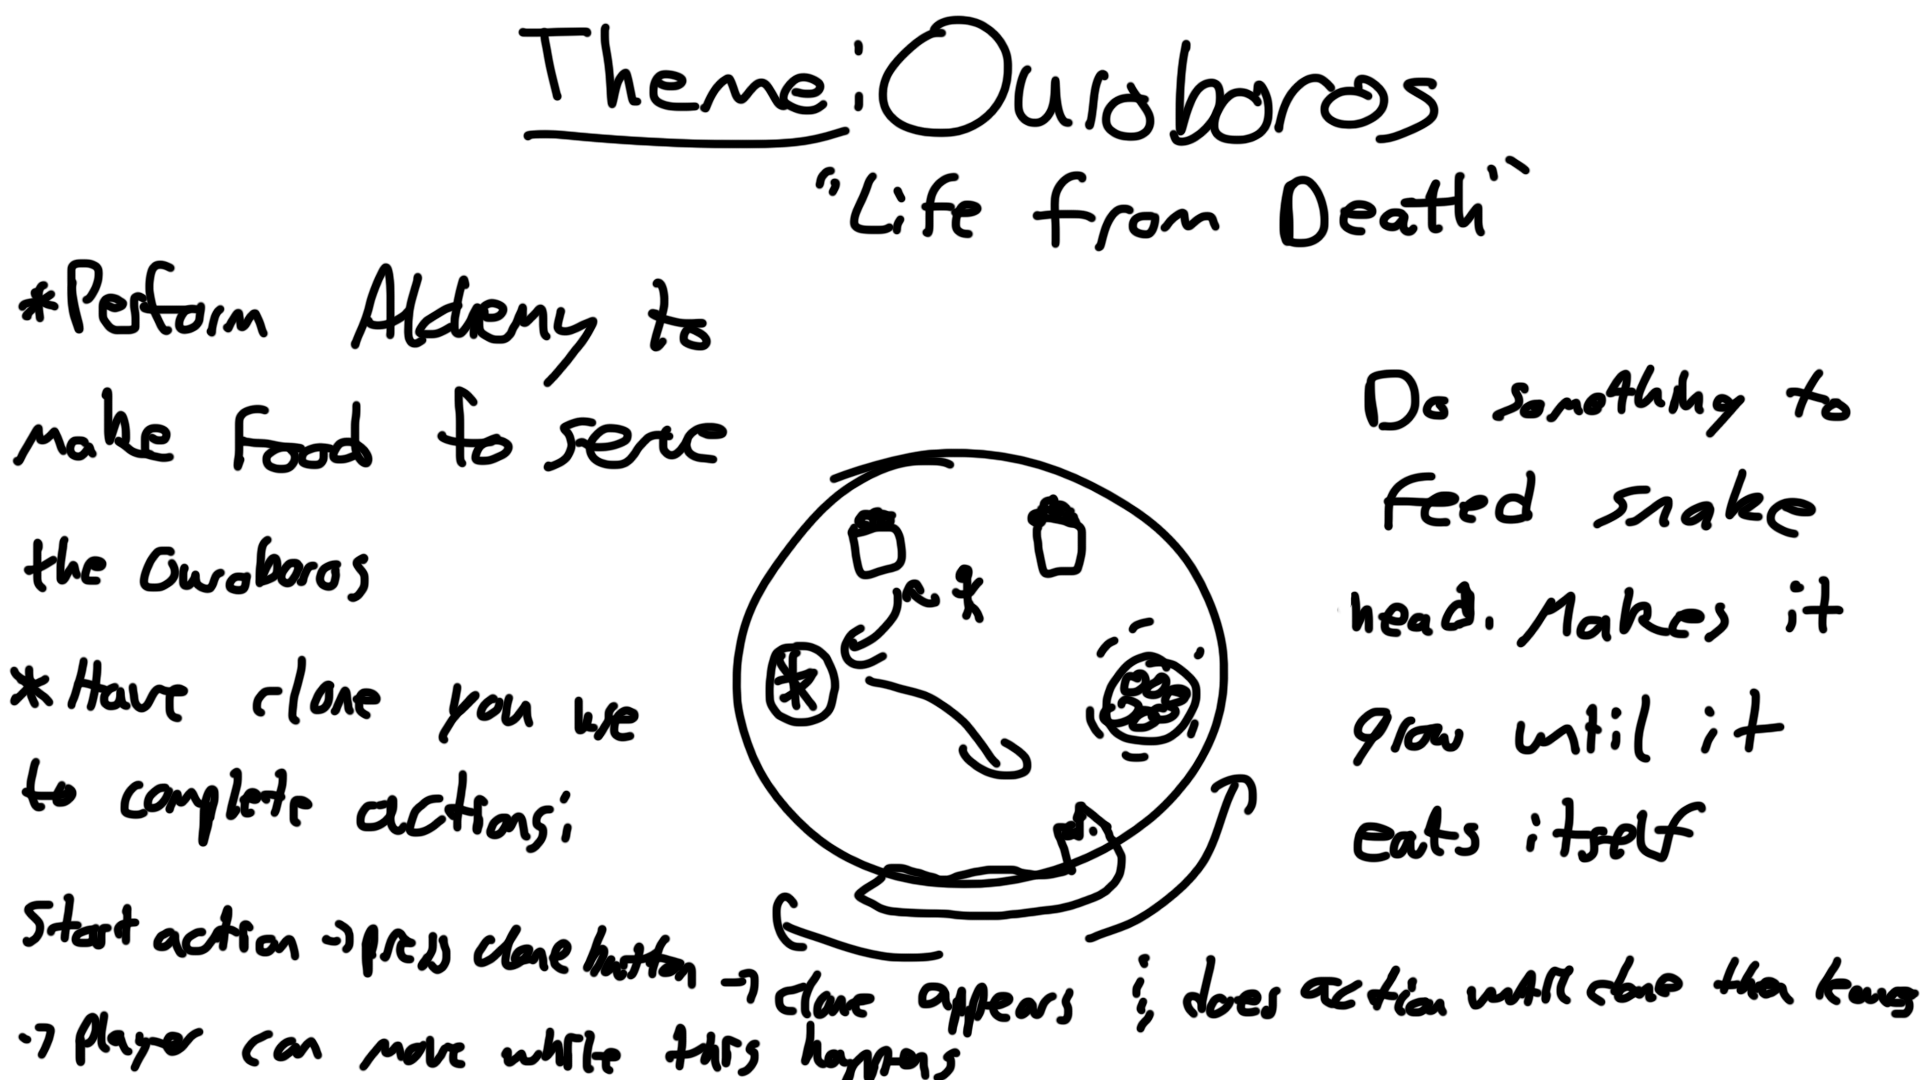 Theme: Ouroboros
"Life from Death"
*Perform Alchemy to
make Food to serve
the Ouroboros
*Have clone you use
to complete actions:
Start action → press clone button → clone appears & does action until done then leaves
→ player can move while this happens
Do something to
feed snake
head. Makes it
grow until it
eats itself